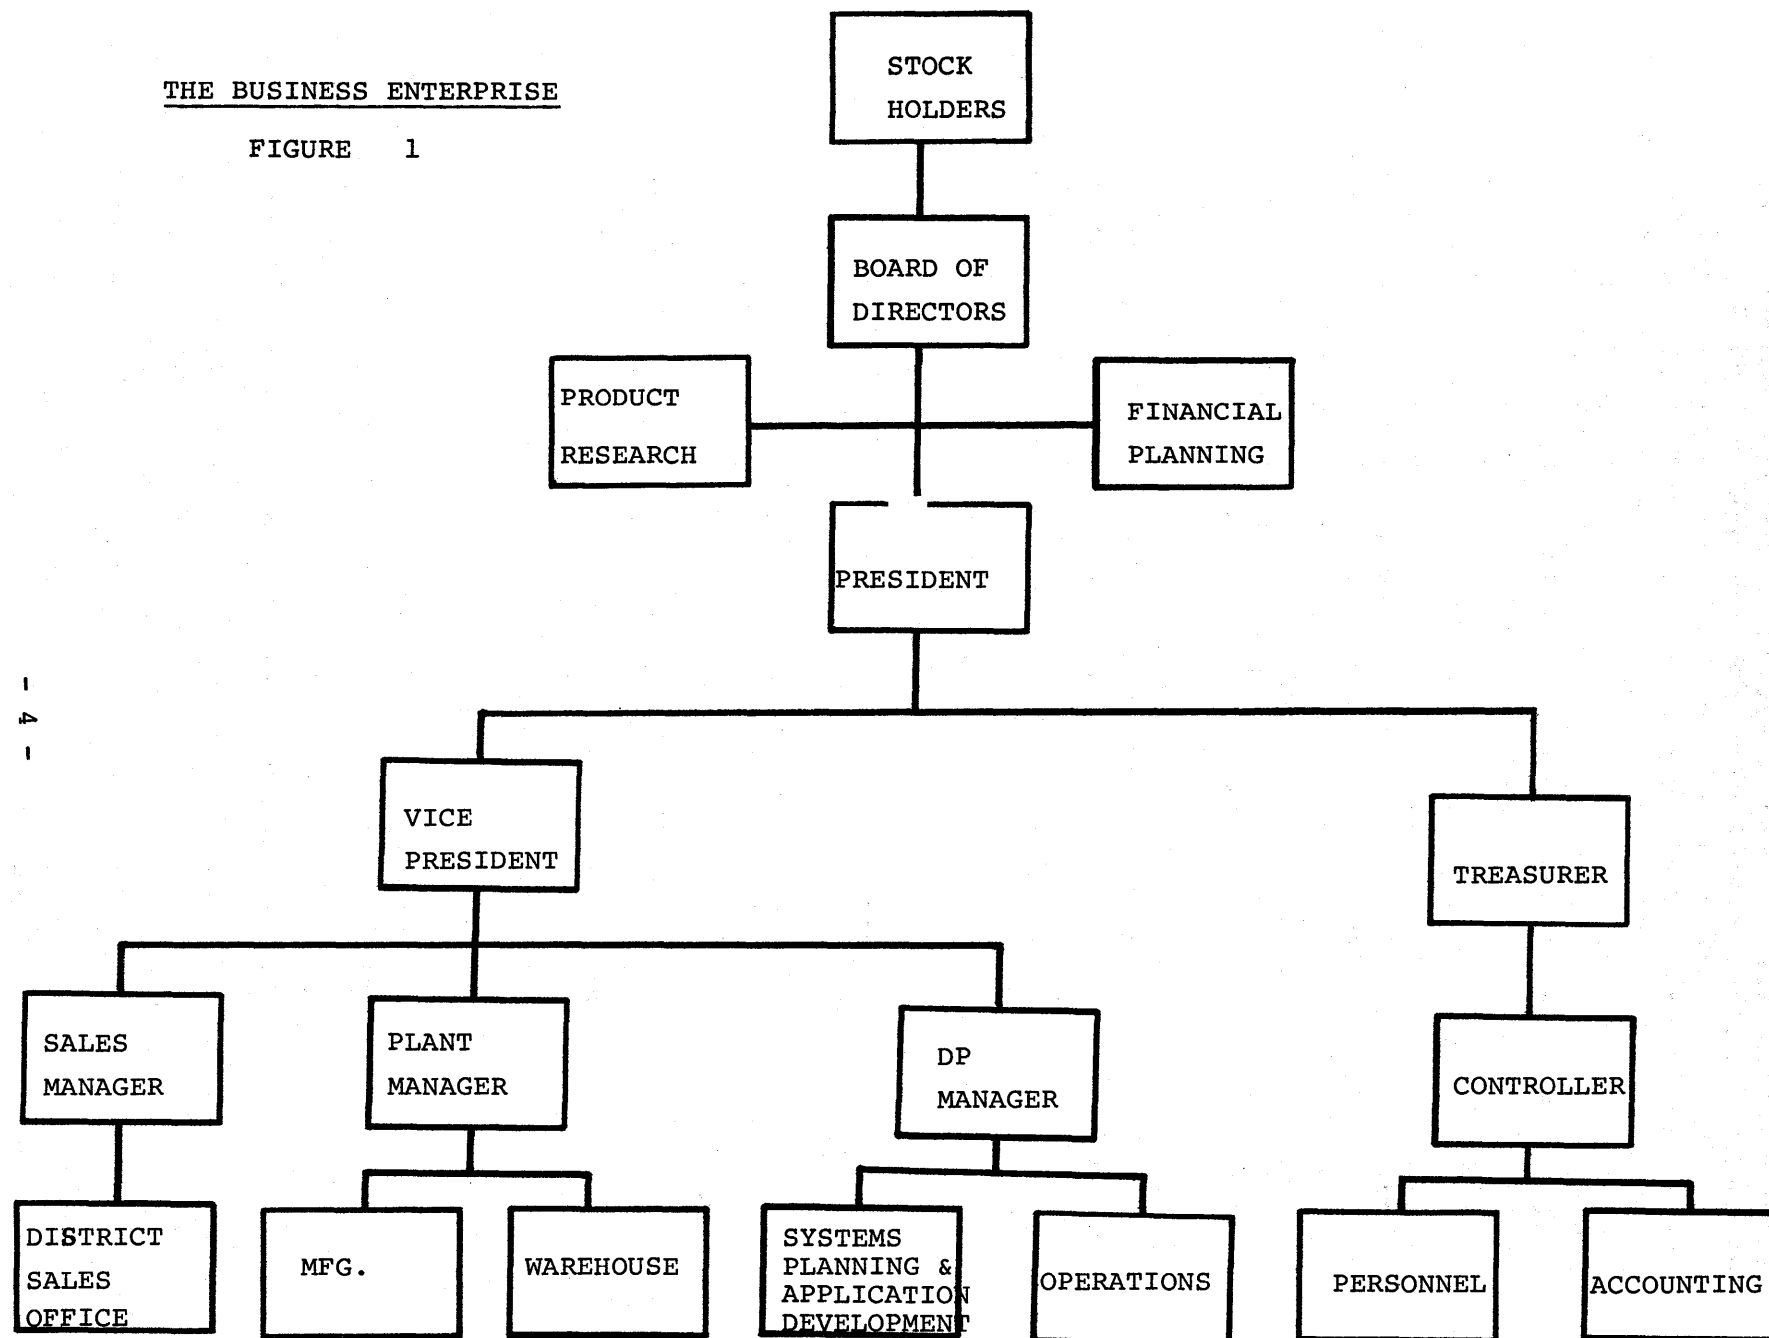 THE BUSINESS ENTERPRISE
FIGURE 1
STOCK
HOLDERS
BOARD OF
DIRECTORS
PRODUCT
RESEARCH
FINANCIAL
PLANNING
PRESIDENT
- 4 -
VICE
PRESIDENT
TREASURER
SALES
MANAGER
PLANT
MANAGER
DP
MANAGER
CONTROLLER
DISTRICT
SALES
OFFICE
MFG.
WAREHOUSE
SYSTEMS
PLANNING &
APPLICATION
DEVELOPMENT
OPERATIONS
PERSONNEL
ACCOUNTING